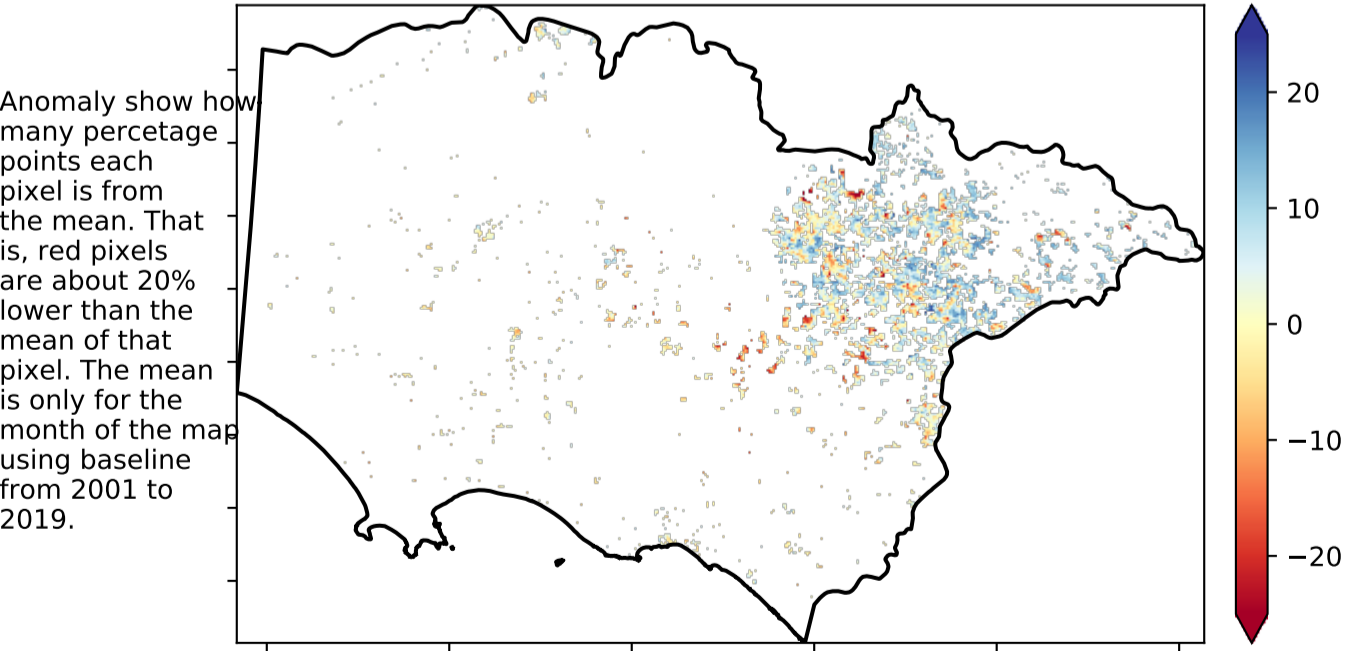 Anomaly show how
many percetage
points each
pixel is from
the mean. That
is, red pixels
are about 20%
lower than the
mean of that
pixel. The mean
is only for the
month of the map
using baseline
from 2001 to
2019.
20
10
0
−10
−20